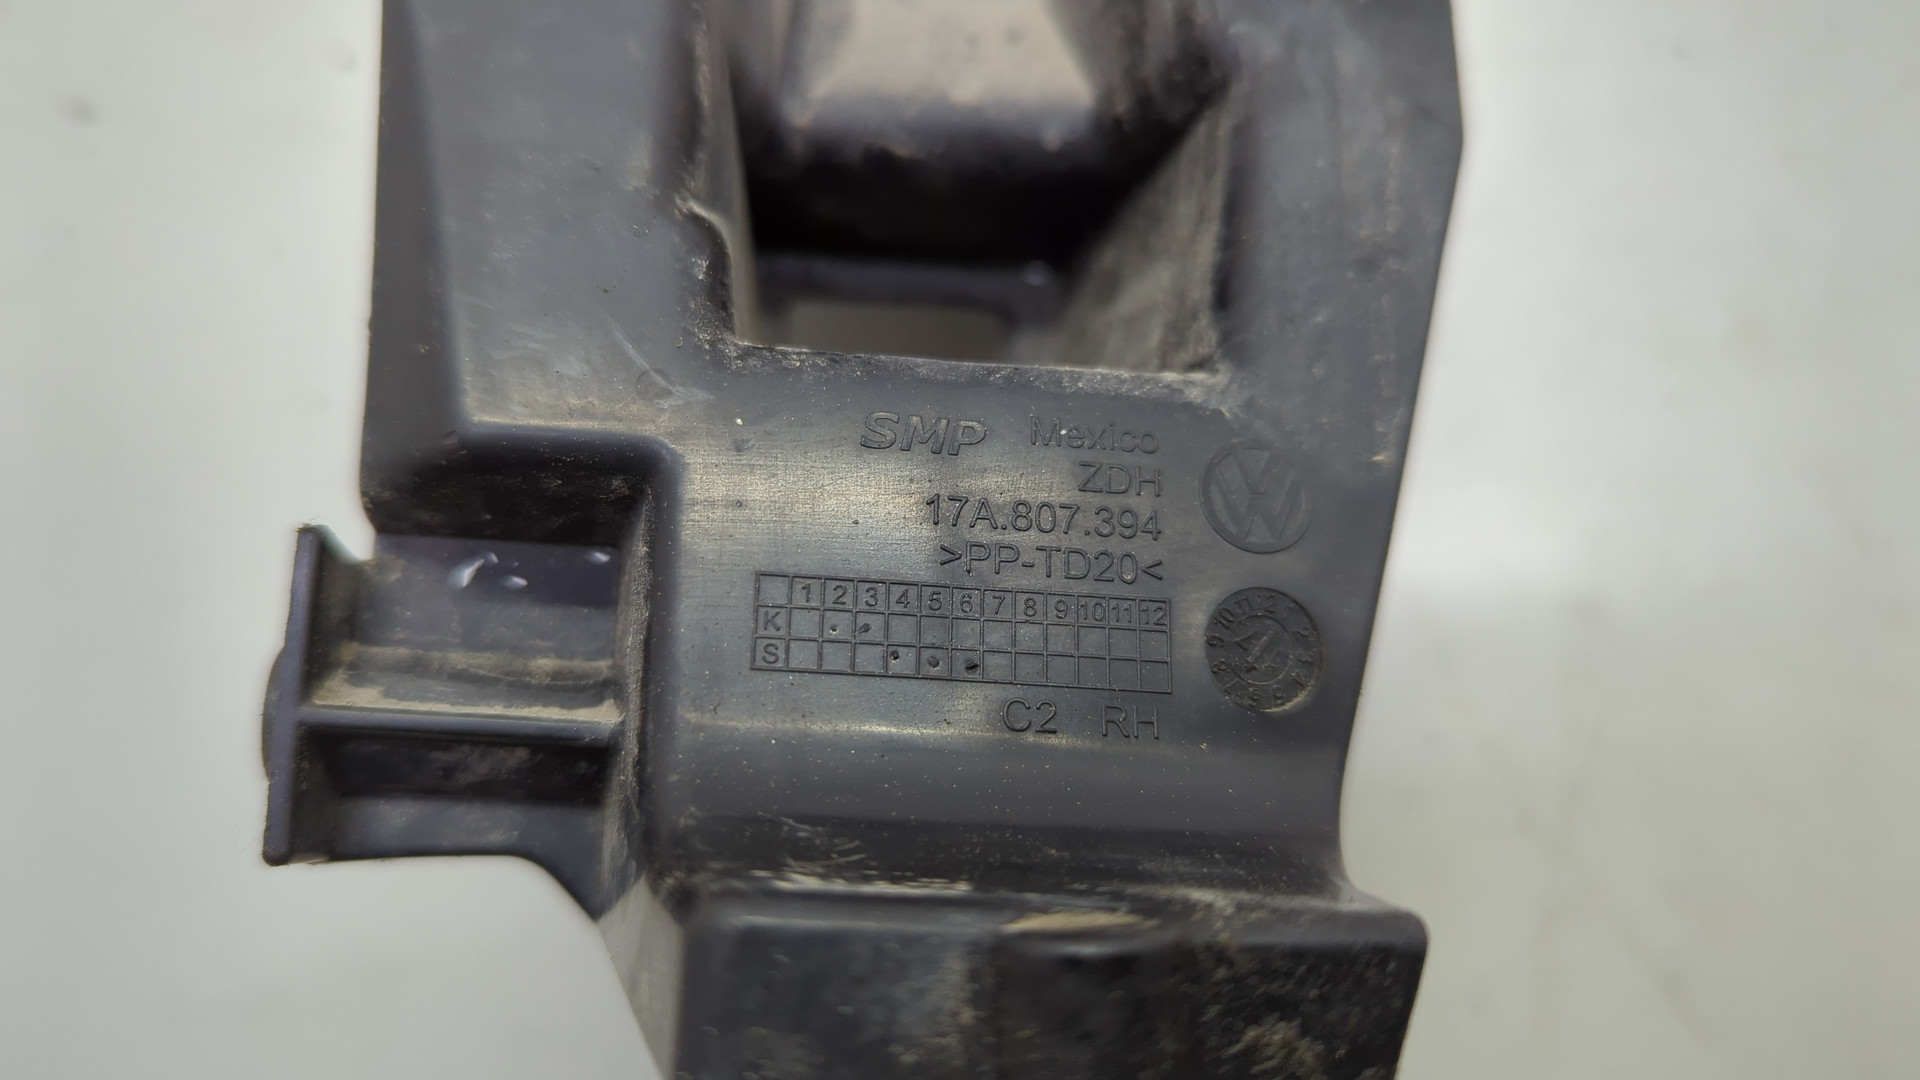 SMP Mexico
ZDH
17A.807.394
>PP-TD20<
1 2 3 4 5 6 7 8 9 10 11 12
K
S
C2 RH